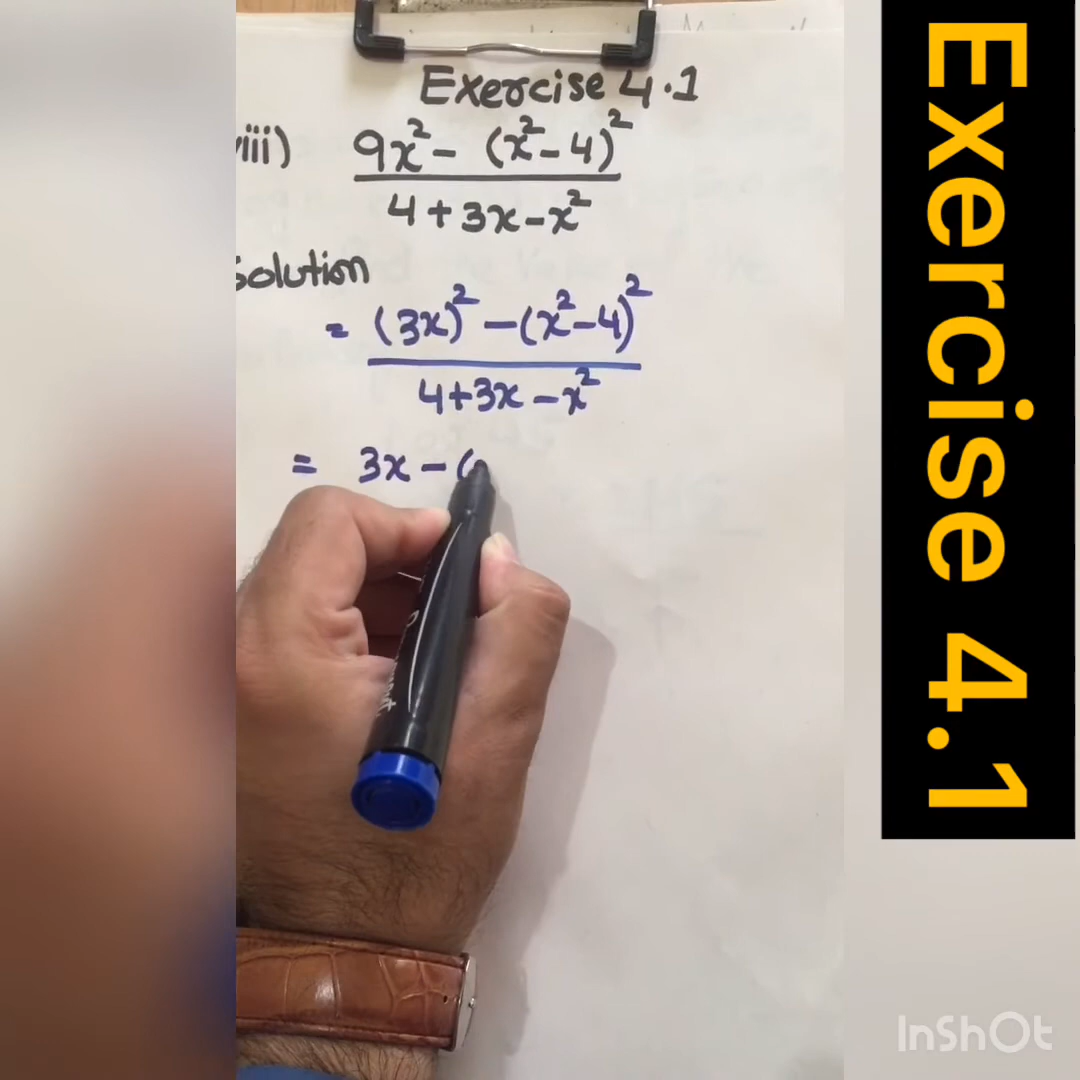 Exercise 4.1
viii) 9x² - (x² - 4)²
4 + 3x - x²
Solution
= (3x)² - (x² - 4)²
4 + 3x - x²
= 3x - (
Exercise 4.1
InShOt